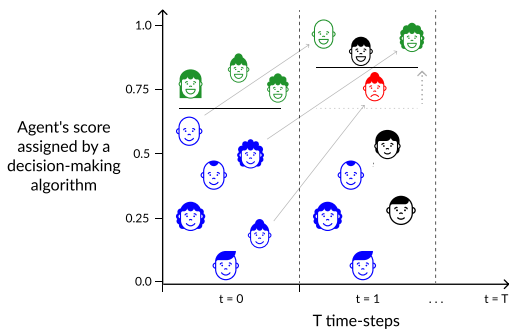 1.0
0.75
0.5
0.25
0.0
Agent's score
assigned by a
decision-making
algorithm
t = 0
t = 1
. . .
t = T
T time-steps